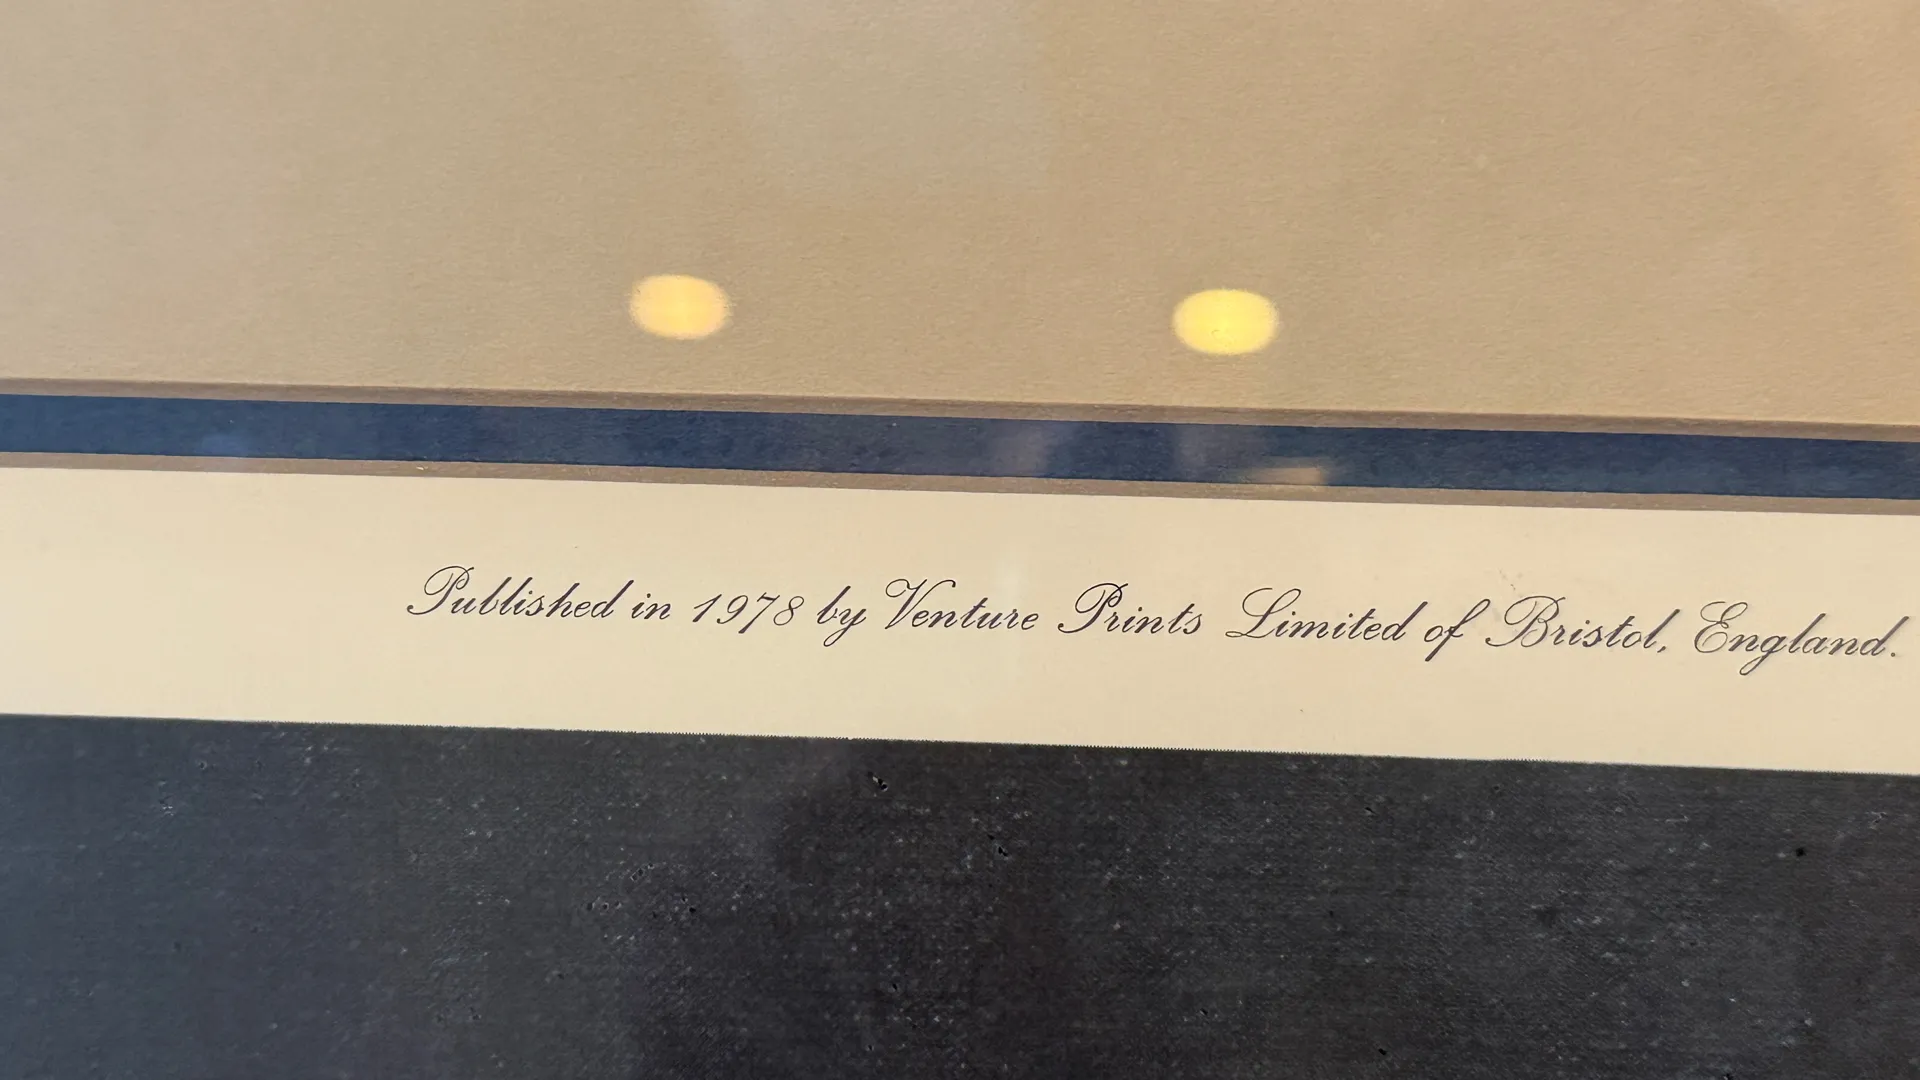 Published in 1978 by Venture Prints Limited of Bristol, England.